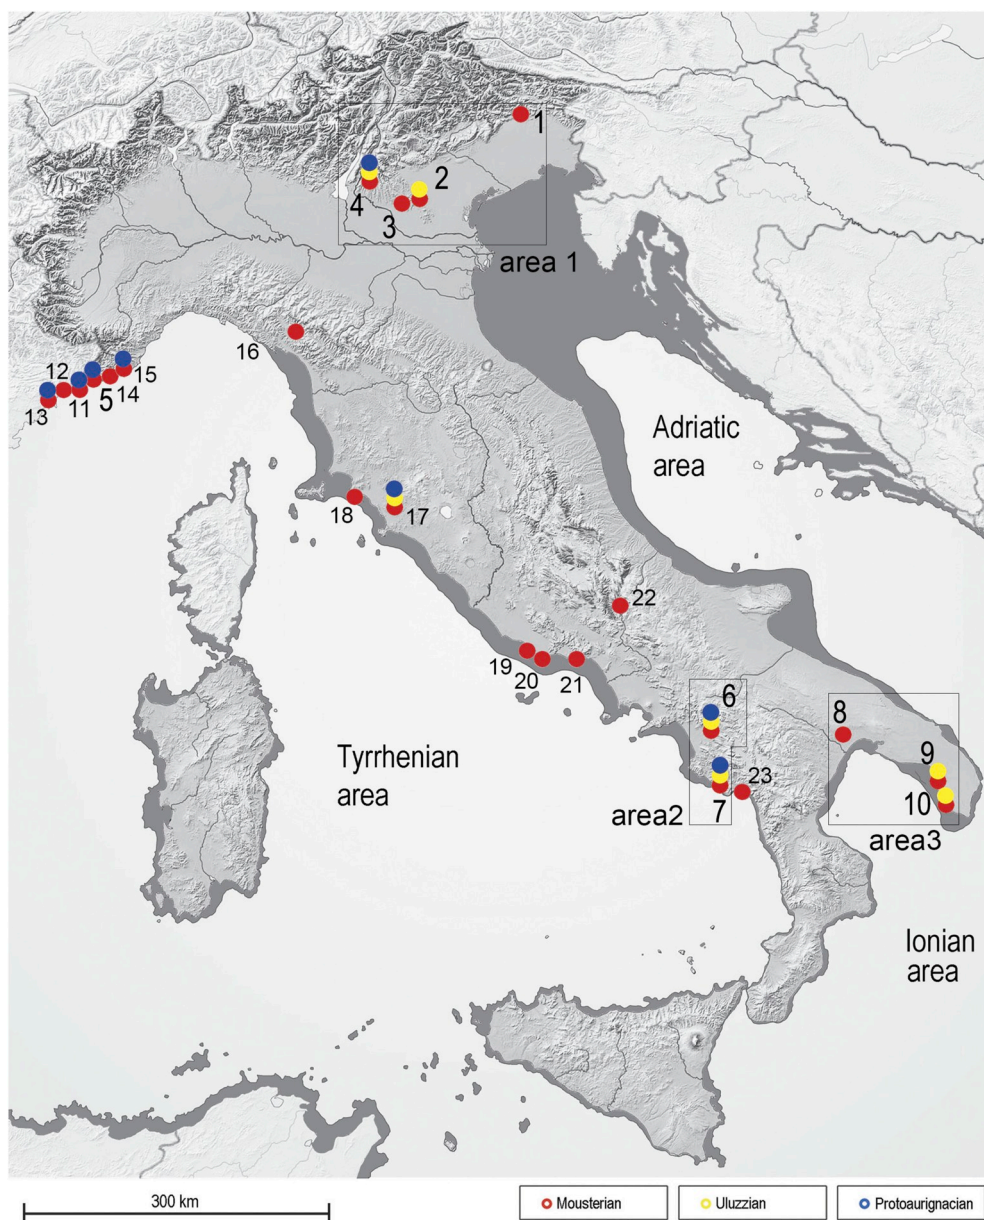 1
2
4
3
area 1
16
12
15
14
5
11
13
Adriatic
area
18
17
22
19
20
21
6
8
Tyrrhenian
area
9
23
10
7
area2
area3
Ionian
area
300 km
Mousterian
Uluzzian
Protoaurignacian